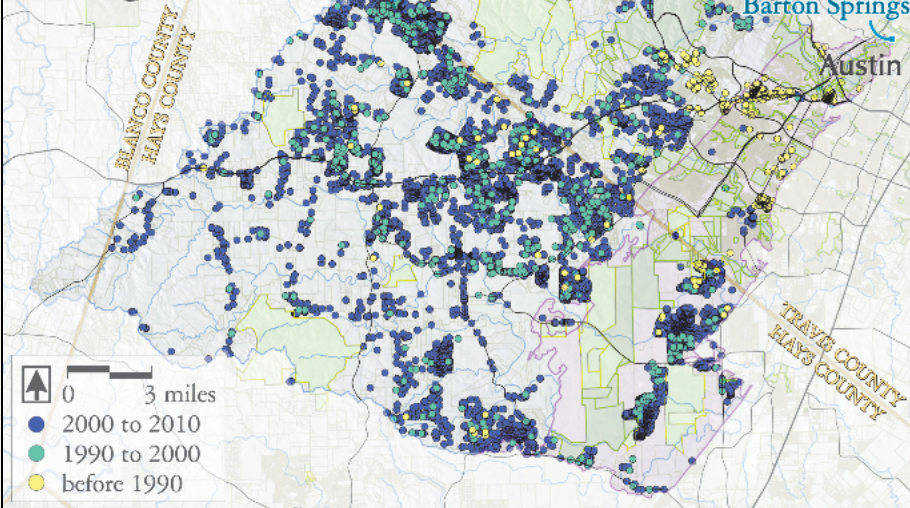 Barton Springs
Austin
BLANCO COUNTY
HAYS COUNTY
TRAVIS COUNTY
HAYS COUNTY
0 3 miles
2000 to 2010
1990 to 2000
before 1990